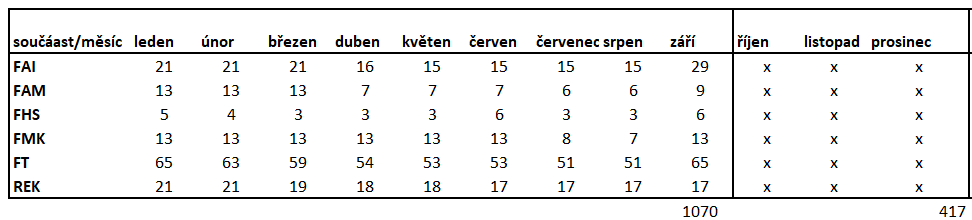 součáast/měsíc leden únor březen duben květen červen červenec srpen září říjen listopad prosinec
FAI 21 21 21 16 15 15 15 15 29 x x x
FAM 13 13 13 7 7 7 6 6 9 x x x
FHS 5 4 3 3 3 6 3 3 6 x x x
FMK 13 13 13 13 13 13 8 7 13 x x x
FT 65 63 59 54 53 53 51 51 65 x x x
REK 21 21 19 18 18 17 17 17 17 x x x
1070 417